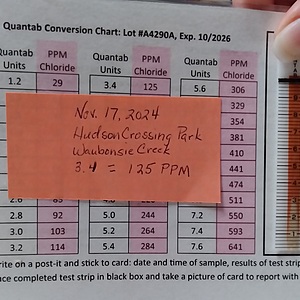 Quantab Conversion Chart: Lot #A4290A, Exp. 10/2026
Quantab Units PPM Chloride Quantab Units PPM Chloride Quantab Units PPM Chloride
1.2 29 3.4 125 5.6 306
329
354
381
410
441
474
511
Nov. 17, 2024
Hudson Crossing Park
Waubonsie Creek
3.4 = 125 PPM
2.8 92 5.0 244 7.2 550
3.0 103 5.2 264 7.4 593
3.2 114 5.4 284 7.6 641
rite on a post-it and stick to card: date and time of sample, results of test strip
nce completed test strip in black box and take a picture of card to report with